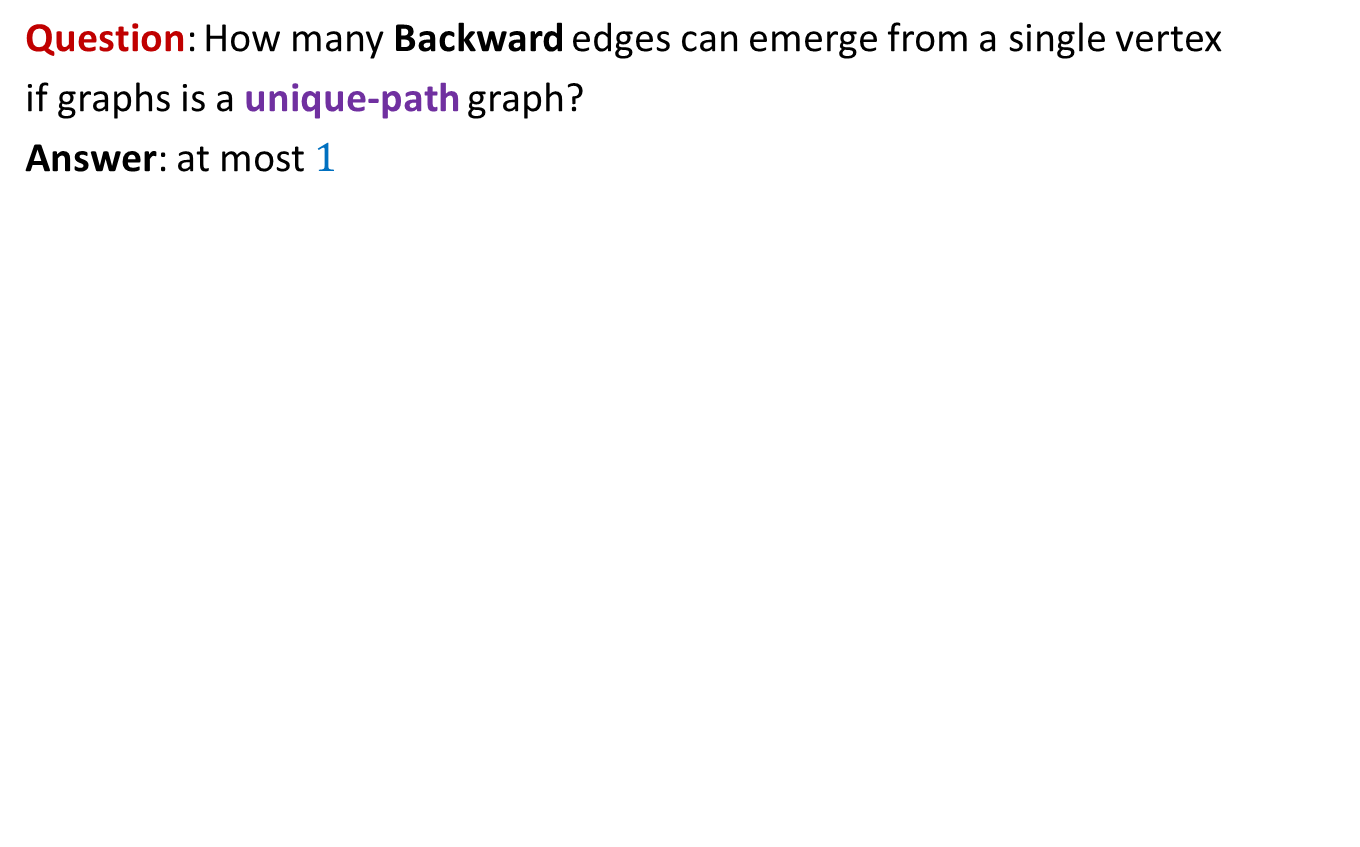 Question: How many Backward edges can emerge from a single vertex
if graphs is a unique-path graph?
Answer: at most 1